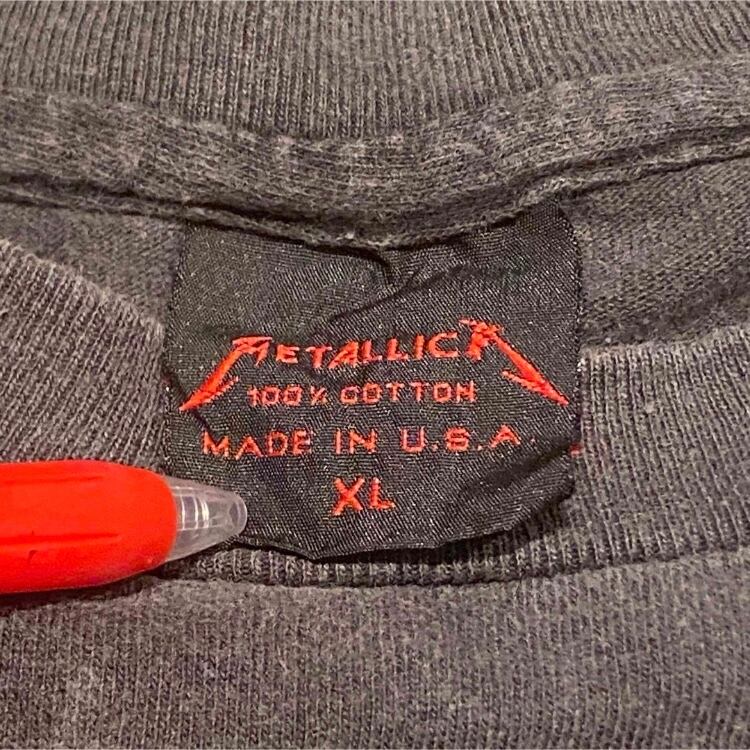 METALLICA
100% COTTON
MADE IN U.S.A.
XL